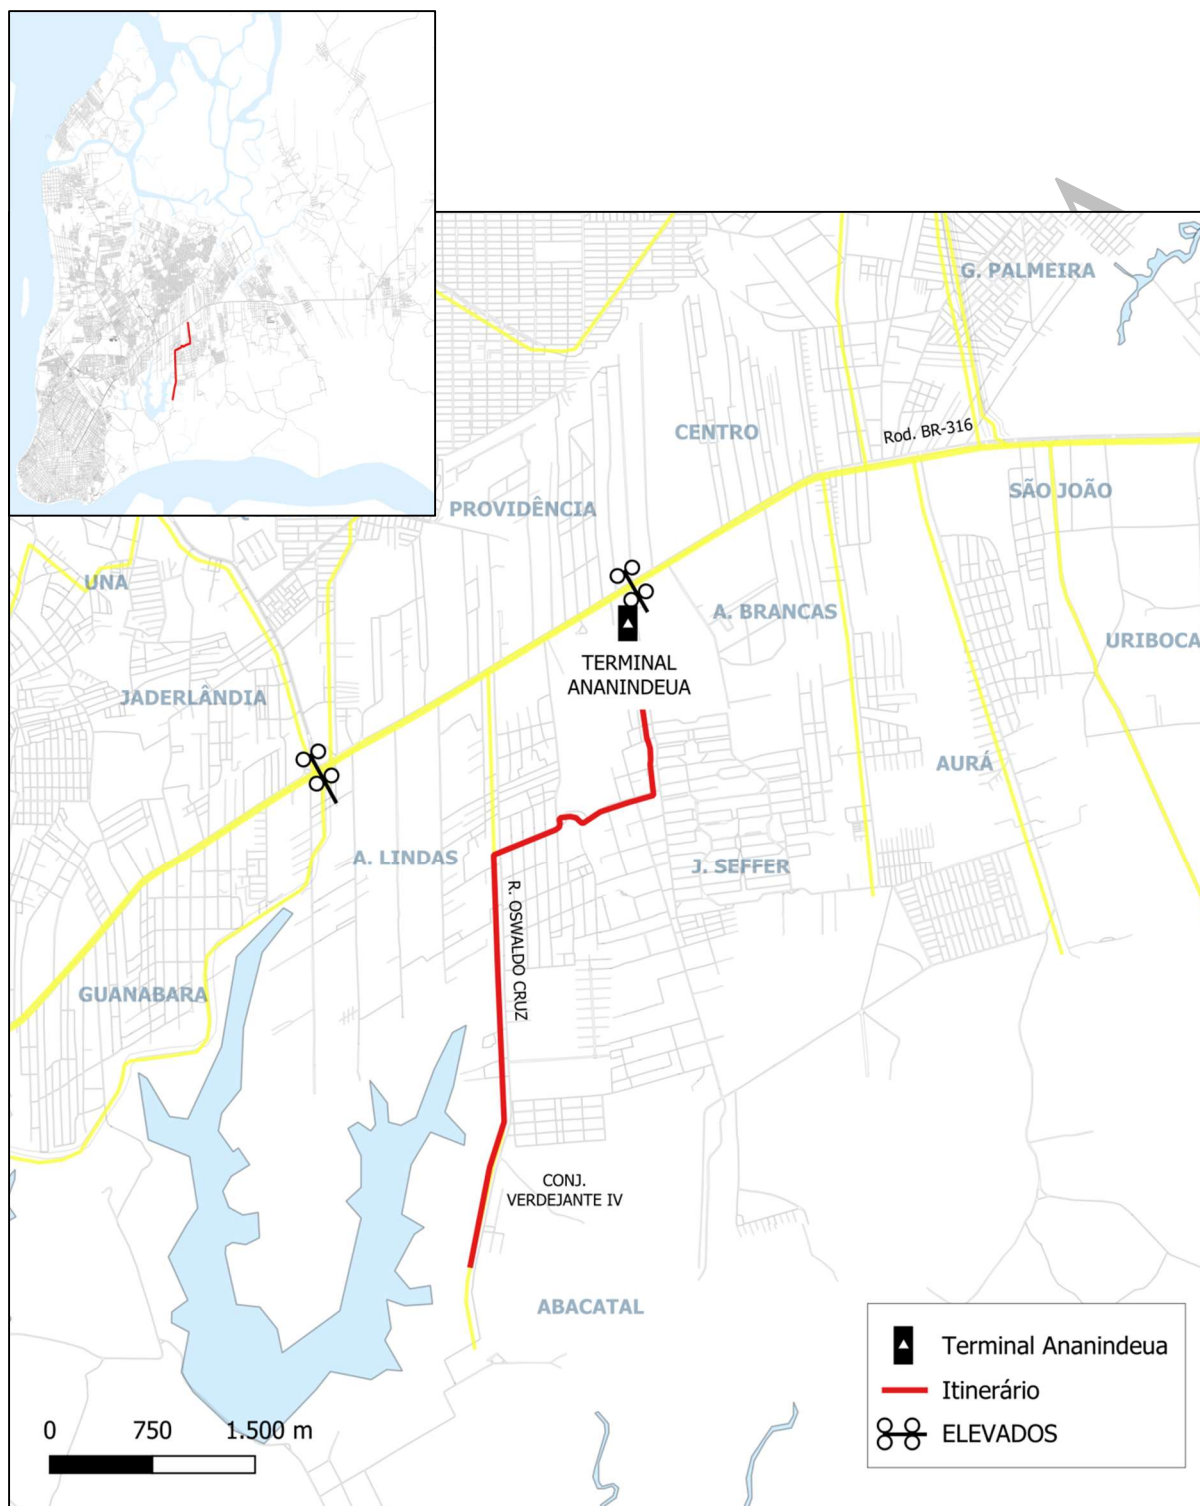 G. PALMEIRA
CENTRO
Rod. BR-316
SÃO JOÃO
PROVIDÊNCIA
UNA
A. BRANCAS
URIBOCA
TERMINAL
ANANINDEUA
JADERLÂNDIA
AURÁ
A. LINDAS
J. SEFFER
R. OSWALDO CRUZ
GUANABARA
CONJ.
VERDEJANTE IV
ABACATAL
Terminal Ananindeua
Itinerário
ELEVADOS
0 750 1.500 m